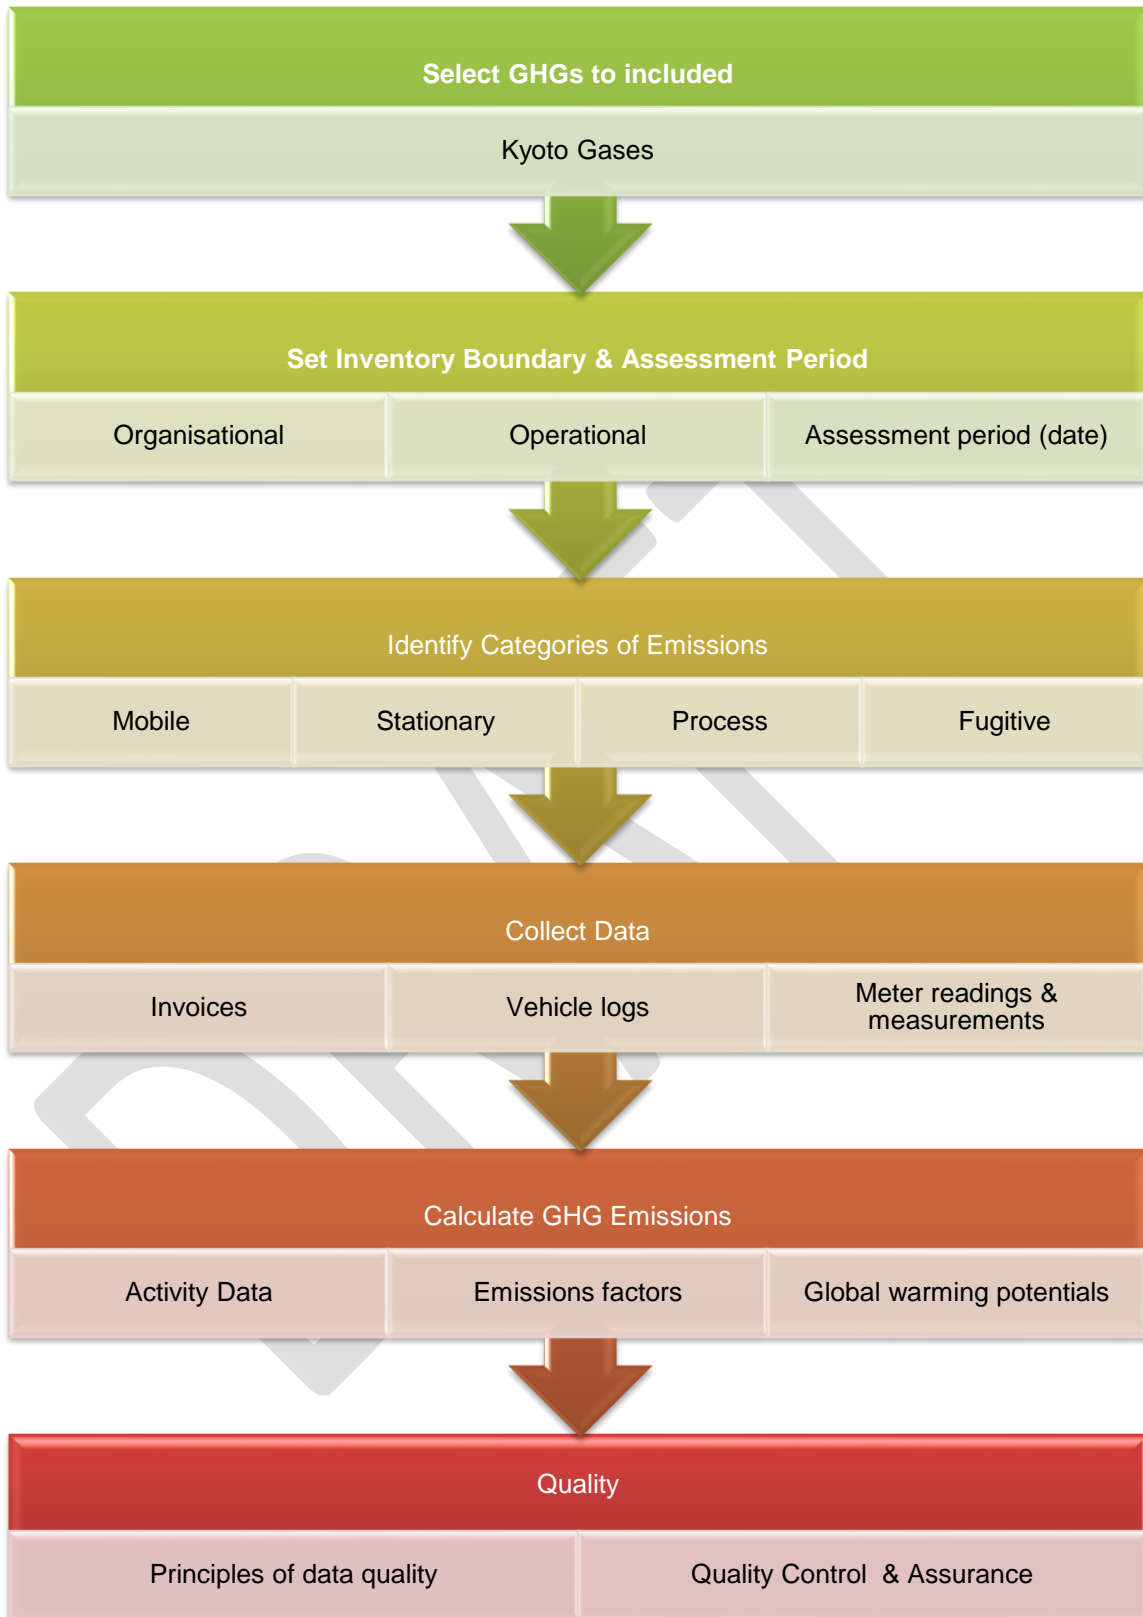 Select GHGs to included
Kyoto Gases
Set Inventory Boundary & Assessment Period
Organisational
Operational
Assessment period (date)
Identify Categories of Emissions
Mobile
Stationary
Process
Fugitive
Collect Data
Invoices
Vehicle logs
Meter readings &
measurements
Calculate GHG Emissions
Activity Data
Emissions factors
Global warming potentials
Quality
Principles of data quality
Quality Control & Assurance
DRAFT